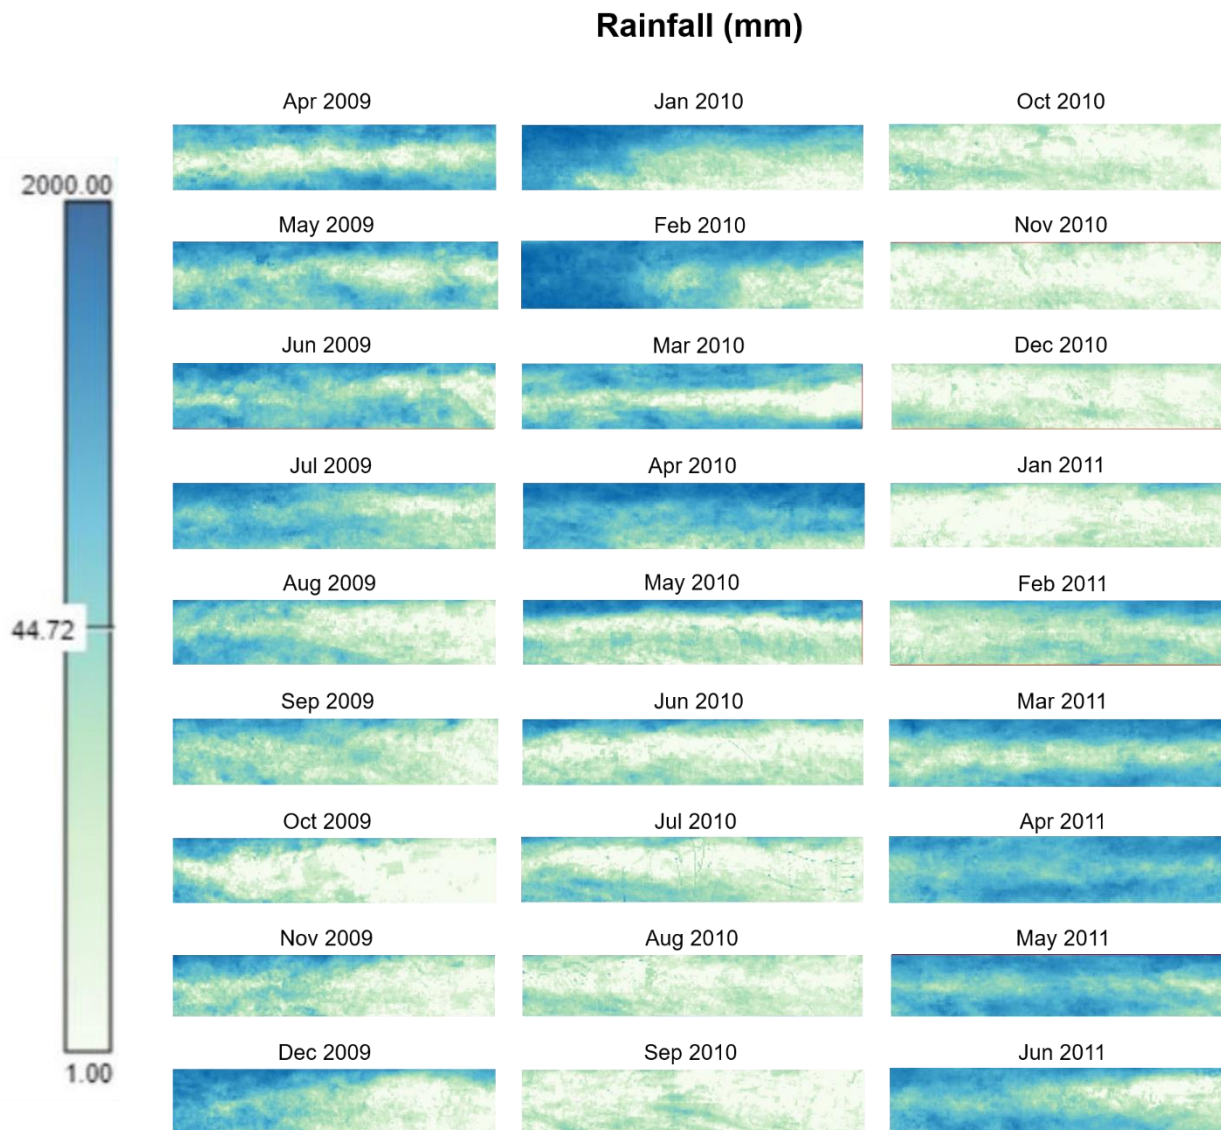 Rainfall (mm)
Apr 2009
Jan 2010
Oct 2010
2000.00
May 2009
Feb 2010
Nov 2010
Jun 2009
Mar 2010
Dec 2010
Jul 2009
Apr 2010
Jan 2011
Aug 2009
May 2010
Feb 2011
44.72
Sep 2009
Jun 2010
Mar 2011
Oct 2009
Jul 2010
Apr 2011
Nov 2009
Aug 2010
May 2011
Dec 2009
Sep 2010
Jun 2011
1.00